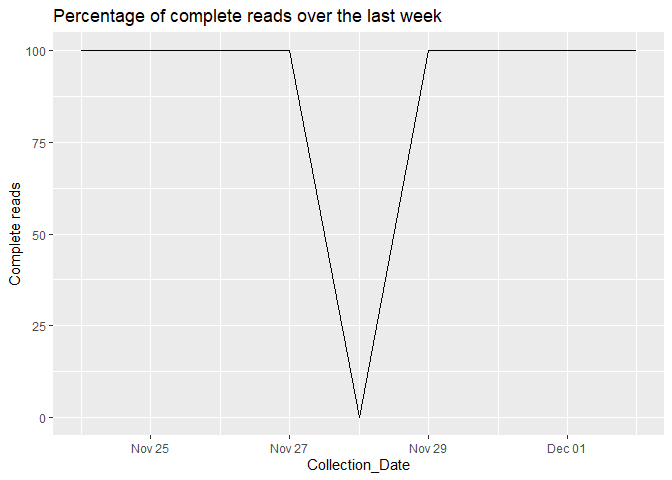 Percentage of complete reads over the last week
100
75
50
25
0
Complete reads
Nov 25
Nov 27
Nov 29
Dec 01
Collection_Date